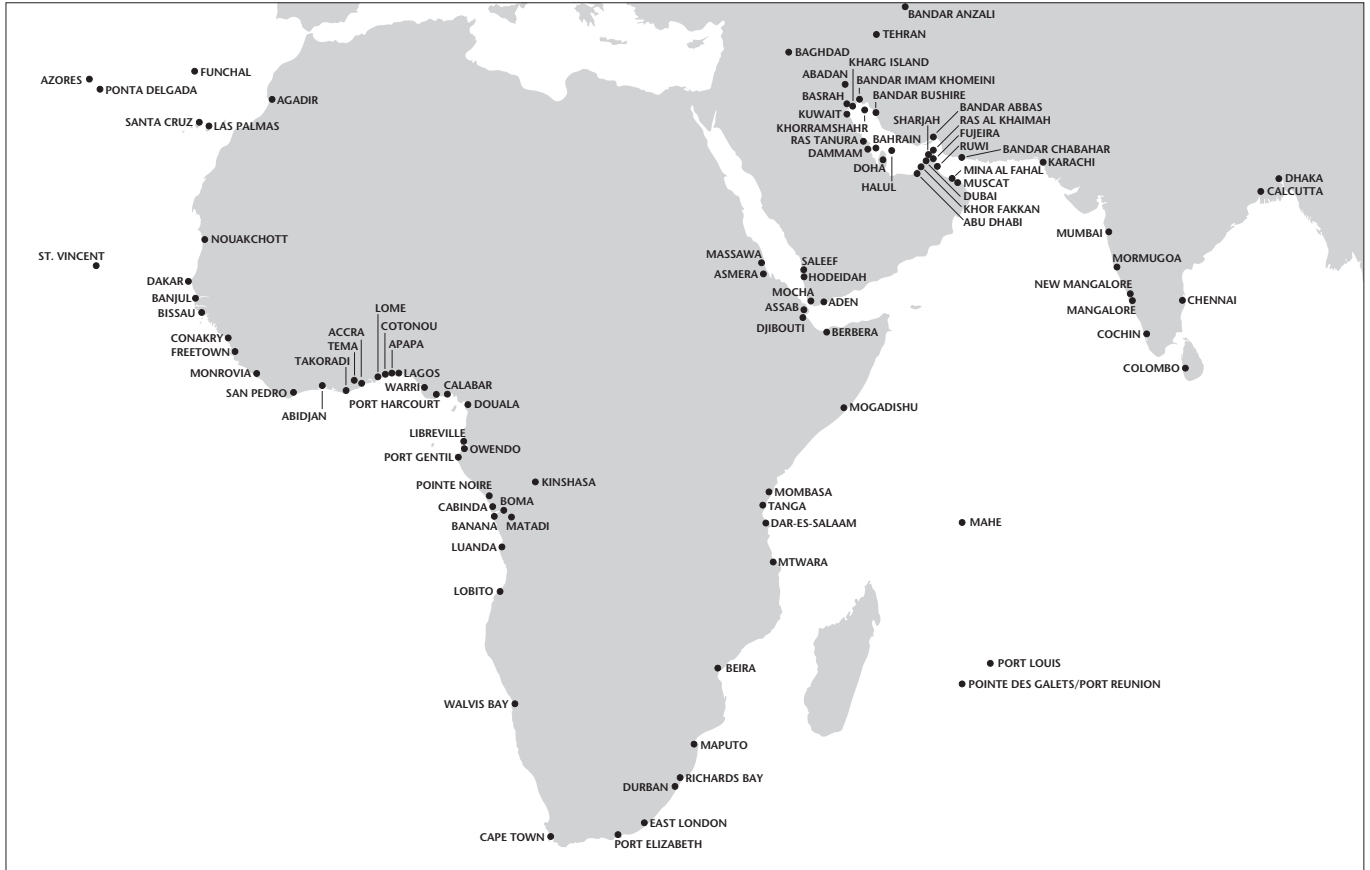 BANDAR ANZALI
TEHRAN
BAGHDAD
KHARG ISLAND
FUNCHAL
AZORES
PONTA DELGADA
ABADAN
BANDAR IMAM KHOMEINI
AGADIR
BASRAH
BANDAR BUSHIRE
BANDAR ABBAS
SANTA CRUZ
LAS PALMAS
KUWAIT
SHARJAH
RAS AL KHAIMAH
KHORRAMSHAHR
FUJEIRA
RAS TANURA
BAHRAIN
RUWI
DAMMAM
BANDAR CHABAHAR
DOHA
KARACHI
MINA AL FAHAL
HALUL
MUSCAT
DHAKA
CALCUTTA
DUBAI
KHOR FAKKAN
ABU DHABI
MUMBAI
NOUAKCHOTT
ST. VINCENT
MASSAWA
SALEEF
MORMUGOA
ASMERA
HODEIDAH
DAKAR
NEW MANGALORE
BANJUL
MOCHA
ADEN
CHENNAI
BISSAU
LOME
ASSAB
MANGALORE
COTONOU
DJIBOUTI
BERBERA
ACCRA
CONAKRY
TEMA
APAPA
COCHIN
FREETOWN
TAKORADI
COLOMBO
MONROVIA
LAGOS
WARRI
CALABAR
SAN PEDRO
PORT HARCOURT
DOUALA
MOGADISHU
ABIDJAN
LIBREVILLE
OWENDO
PORT GENTIL
KINSHASA
POINTE NOIRE
MOMBASA
BOMA
CABINDA
TANGA
BANANA
MATADI
DAR-ES-SALAAM
MAHE
LUANDA
MTWARA
LOBITO
PORT LOUIS
BEIRA
POINTE DES GALETS/PORT REUNION
WALVIS BAY
MAPUTO
RICHARDS BAY
DURBAN
EAST LONDON
CAPE TOWN
PORT ELIZABETH